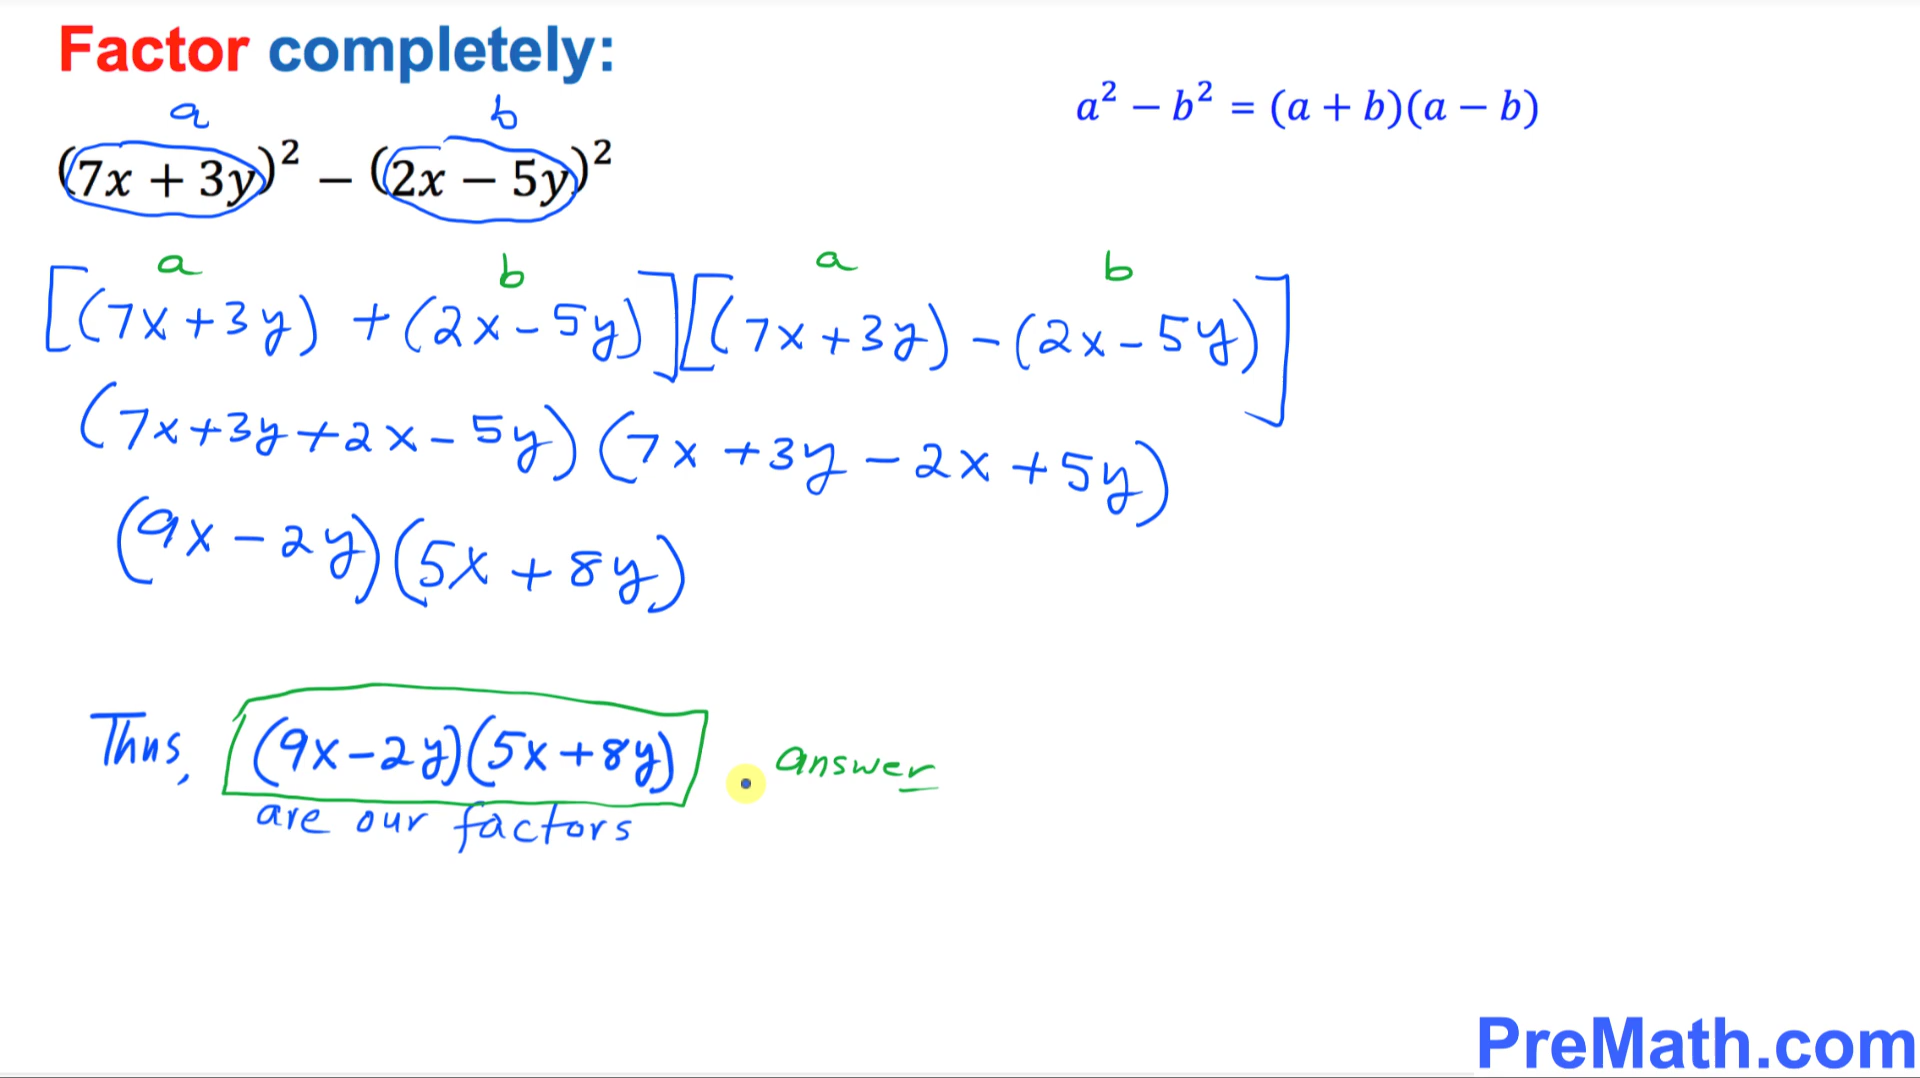 Factor completely:
a² − b² = (a + b)(a − b)
a b
(7x + 3y)² − (2x − 5y)²
a b a b
[(7x+3y) + (2x-5y)][(7x+3y) - (2x-5y)]
(7x+3y+2x-5y)(7x+3y-2x+5y)
(9x-2y)(5x+8y)
Thus, (9x-2y)(5x+8y) answer
are our factors
PreMath.com